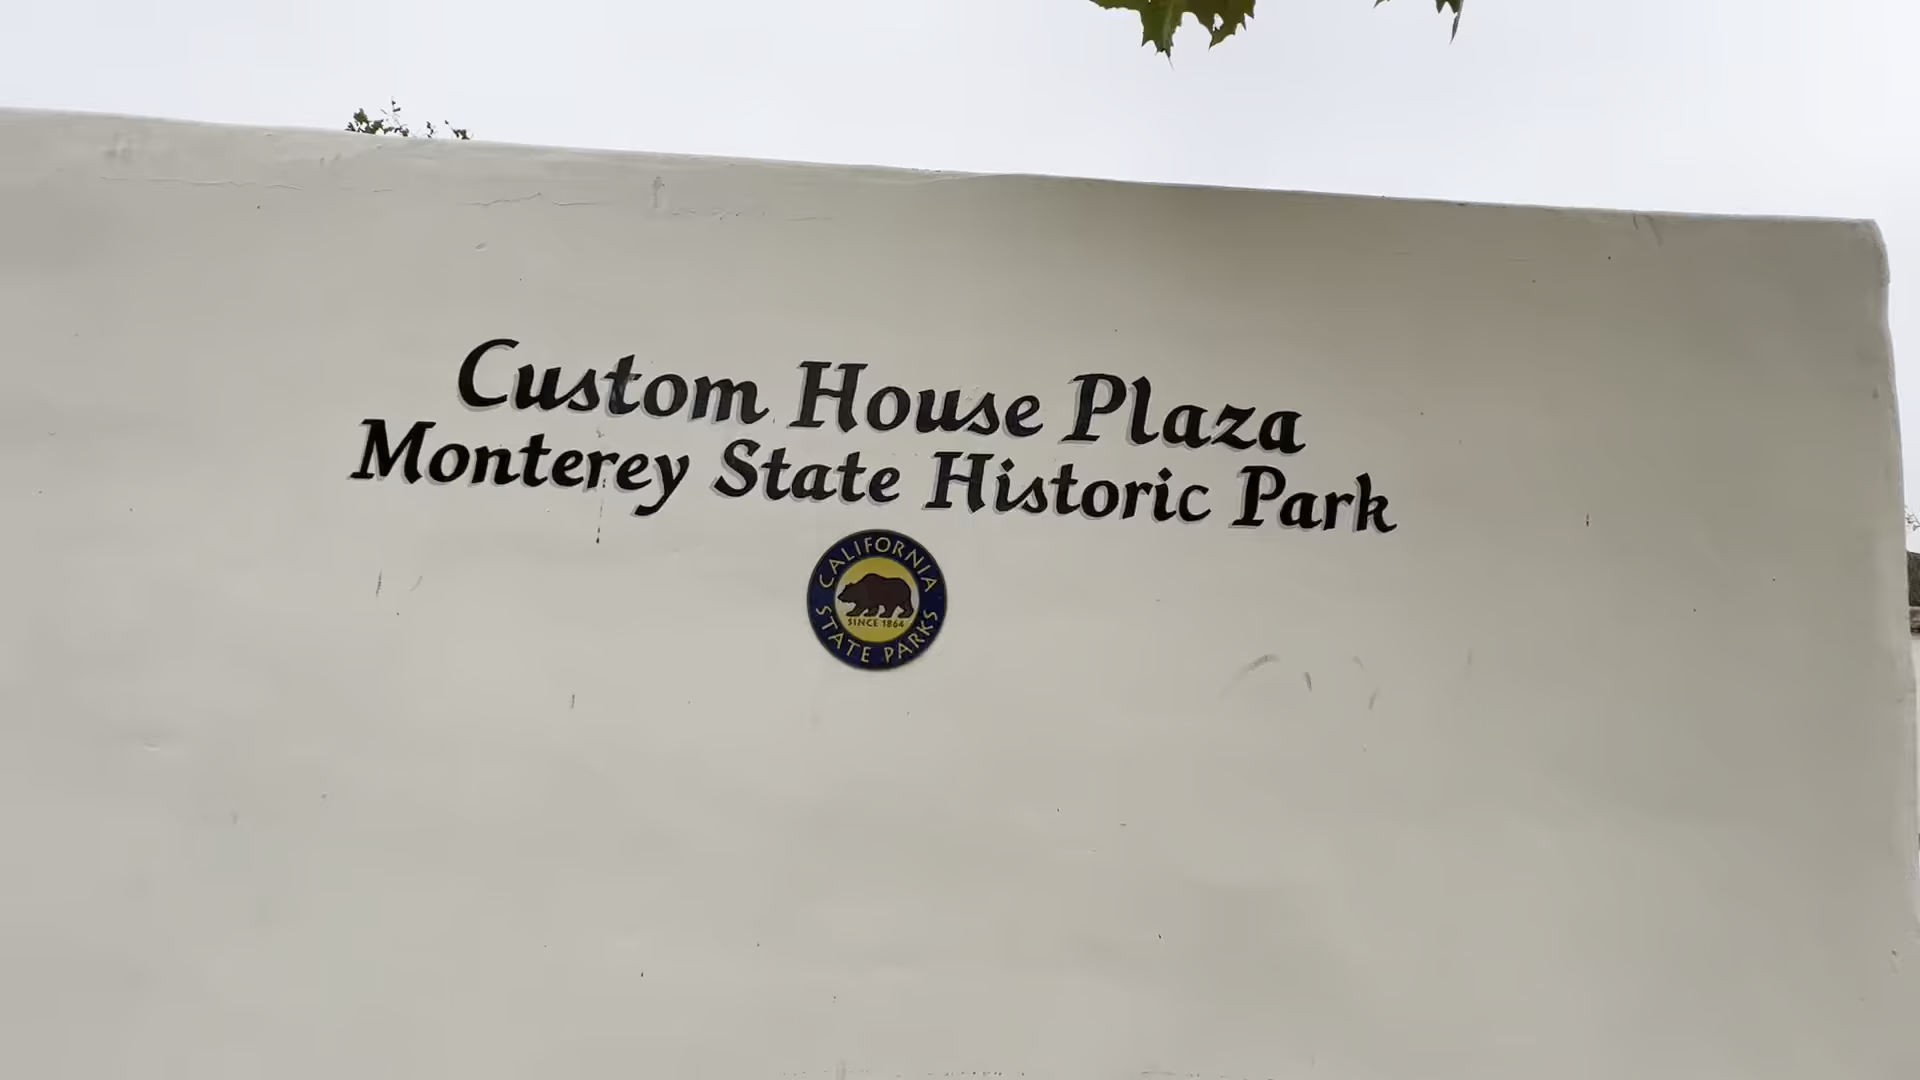 Custom House Plaza
Monterey State Historic Park
CALIFORNIA
SINCE 1864
STATE PARKS